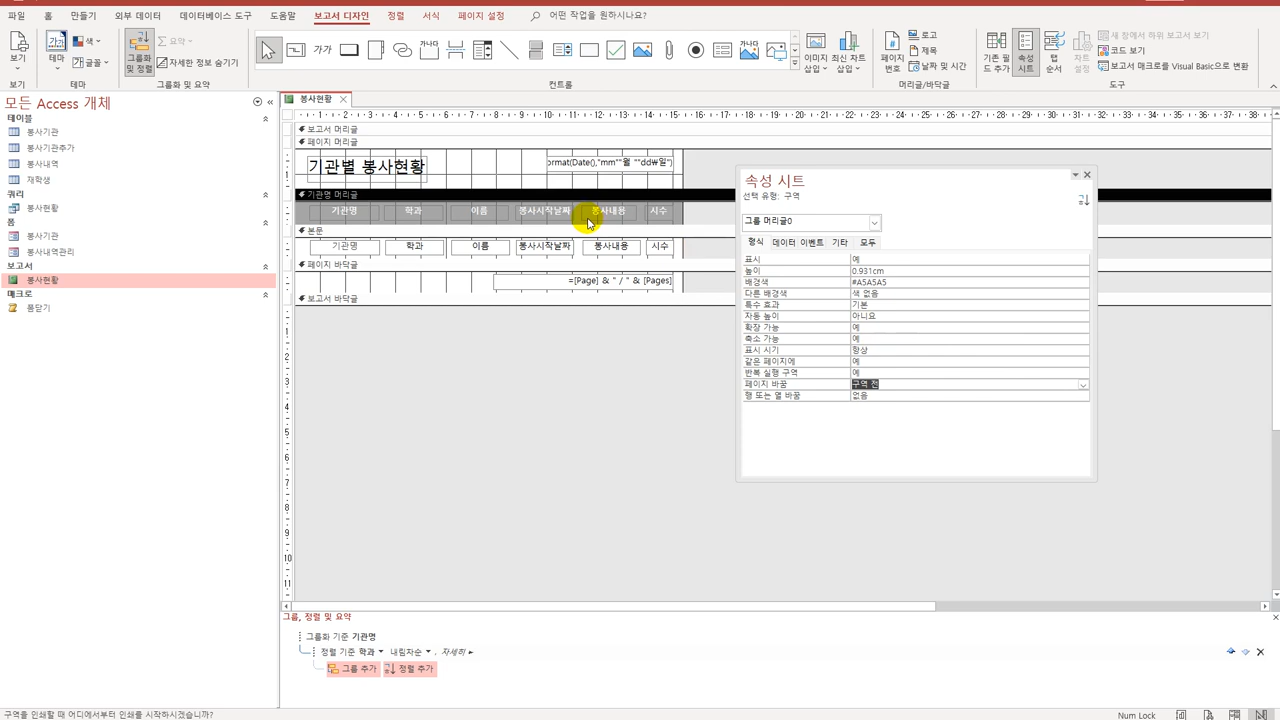 파일 홈 만들기 외부 데이터 데이터베이스 도구 도움말 보고서 디자인 정렬 서식 페이지 설정 어떤 작업을 원하시나요?
보기 테마 색 글꼴 그룹화 및 정렬 요약 자세한 정보 숨기기 가가 가나다 가나다 이미지 삽입 최신 차트 삽입 페이지 번호 로고 제목 날짜 및 시간 기존 필드 추가 속성 시트 탭 순서 차트 설정 새 창에서 하위 보고서 보기 코드 보기 보고서 매크로를 Visual Basic으로 변환
보기 테마 그룹화 및 요약 컨트롤 머리글/바닥글 도구
모든 Access 개체
테이블
봉사기관
봉사기관추가
봉사내역
재학생
쿼리
봉사현황
폼
봉사기관
봉사내역관리
보고서
봉사현황
매크로
폼닫기
봉사현황
보고서 머리글
페이지 머리글
기관별 봉사현황 ormat(Date(),"mm""월 ""dd₩일")
기관명 머리글
기관명 학과 이름 봉사시작날짜 봉사내용 시수
본문
기관명 학과 이름 봉사시작날짜 봉사내용 시수
페이지 바닥글
=[Page] & " / " & [Pages]
보고서 바닥글
속성 시트
선택 유형: 구역
그룹 머리글0
형식 데이터 이벤트 기타 모두
표시 예
높이 0.931cm
배경색 #A5A5A5
다른 배경색 색 없음
특수 효과 기본
자동 높이 아니요
확장 가능 예
축소 가능 예
표시 시기 항상
같은 페이지에 예
반복 실행 구역 예
페이지 바꿈 구역 전
행 또는 열 바꿈 없음
그룹, 정렬 및 요약
그룹화 기준 기관명
정렬 기준 학과 내림차순 , 자세히
그룹 추가 정렬 추가
구역을 인쇄할 때 어디에서부터 인쇄를 시작하시겠습니까? Num Lock